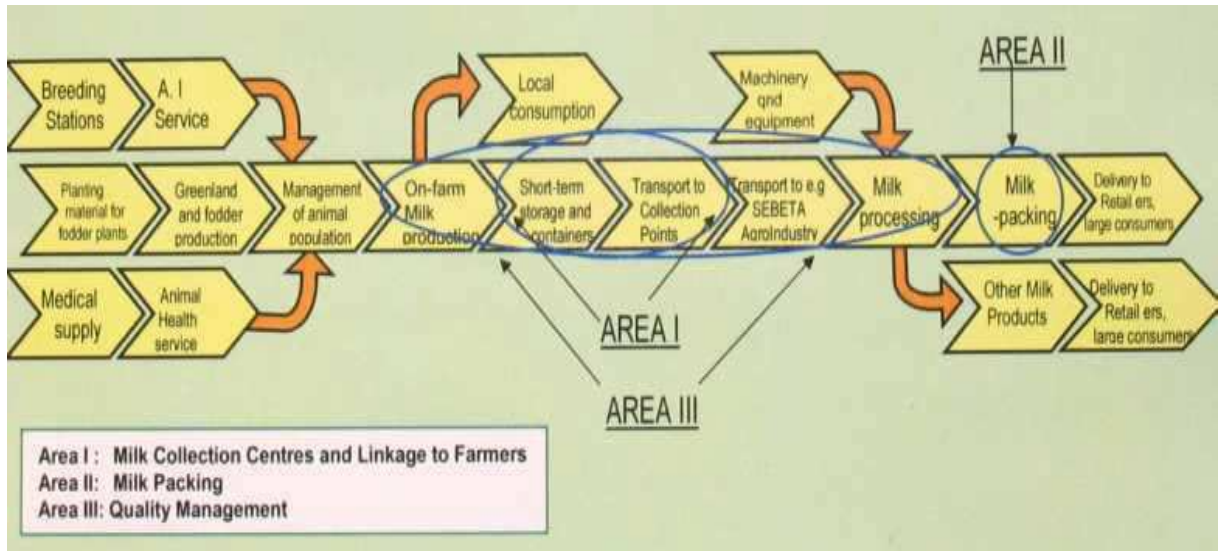 AREA II
Breeding
Stations
A. I
Service
Local
consumption
Machinery
qnd
equipment
Planting
material for
fodder plants
Greenland
and fodder
production
Management
of animal
population
On-farm
Milk
production
Short-term
storage and
containers
Transport to
Collection
Points
Transport to e.g
SEBETA
AgroIndustry
Milk
processing
Milk
-packing
Delivery to
Retail ers,
large consumers
Medical
supply
Animal
Health
service
Other Milk
Products
Delivery to
Retail ers,
large consumers
AREA I
AREA III
Area I : Milk Collection Centres and Linkage to Farmers
Area II: Milk Packing
Area III: Quality Management